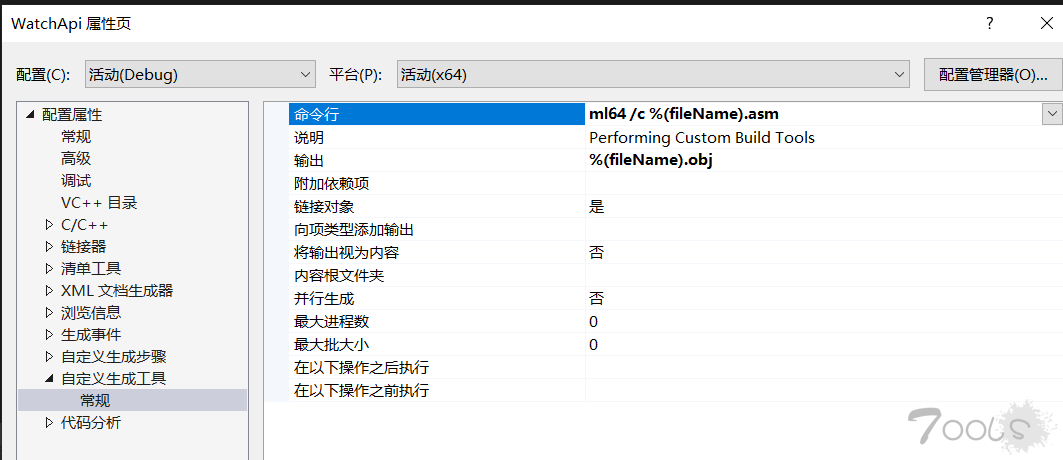 WatchApi 属性页
配置(C): 活动(Debug) 平台(P): 活动(x64) 配置管理器(O)...
配置属性
常规
高级
调试
VC++ 目录
C/C++
链接器
清单工具
XML 文档生成器
浏览信息
生成事件
自定义生成步骤
自定义生成工具
常规
代码分析
命令行 ml64 /c %(fileName).asm
说明 Performing Custom Build Tools
输出 %(fileName).obj
附加依赖项
链接对象 是
向项类型添加输出
将输出视为内容 否
内容根文件夹
并行生成 否
最大进程数 0
最大批大小 0
在以下操作之后执行
在以下操作之前执行
7ools